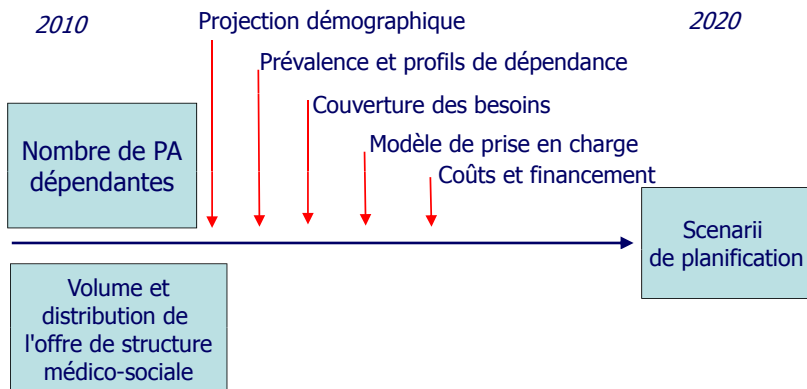 2010
Projection démographique
2020
Prévalence et profils de dépendance
Couverture des besoins
Modèle de prise en charge
Coûts et financement
Nombre de PA
dépendantes
Scenarii
de planification
Volume et
distribution de
l'offre de structure
médico-sociale